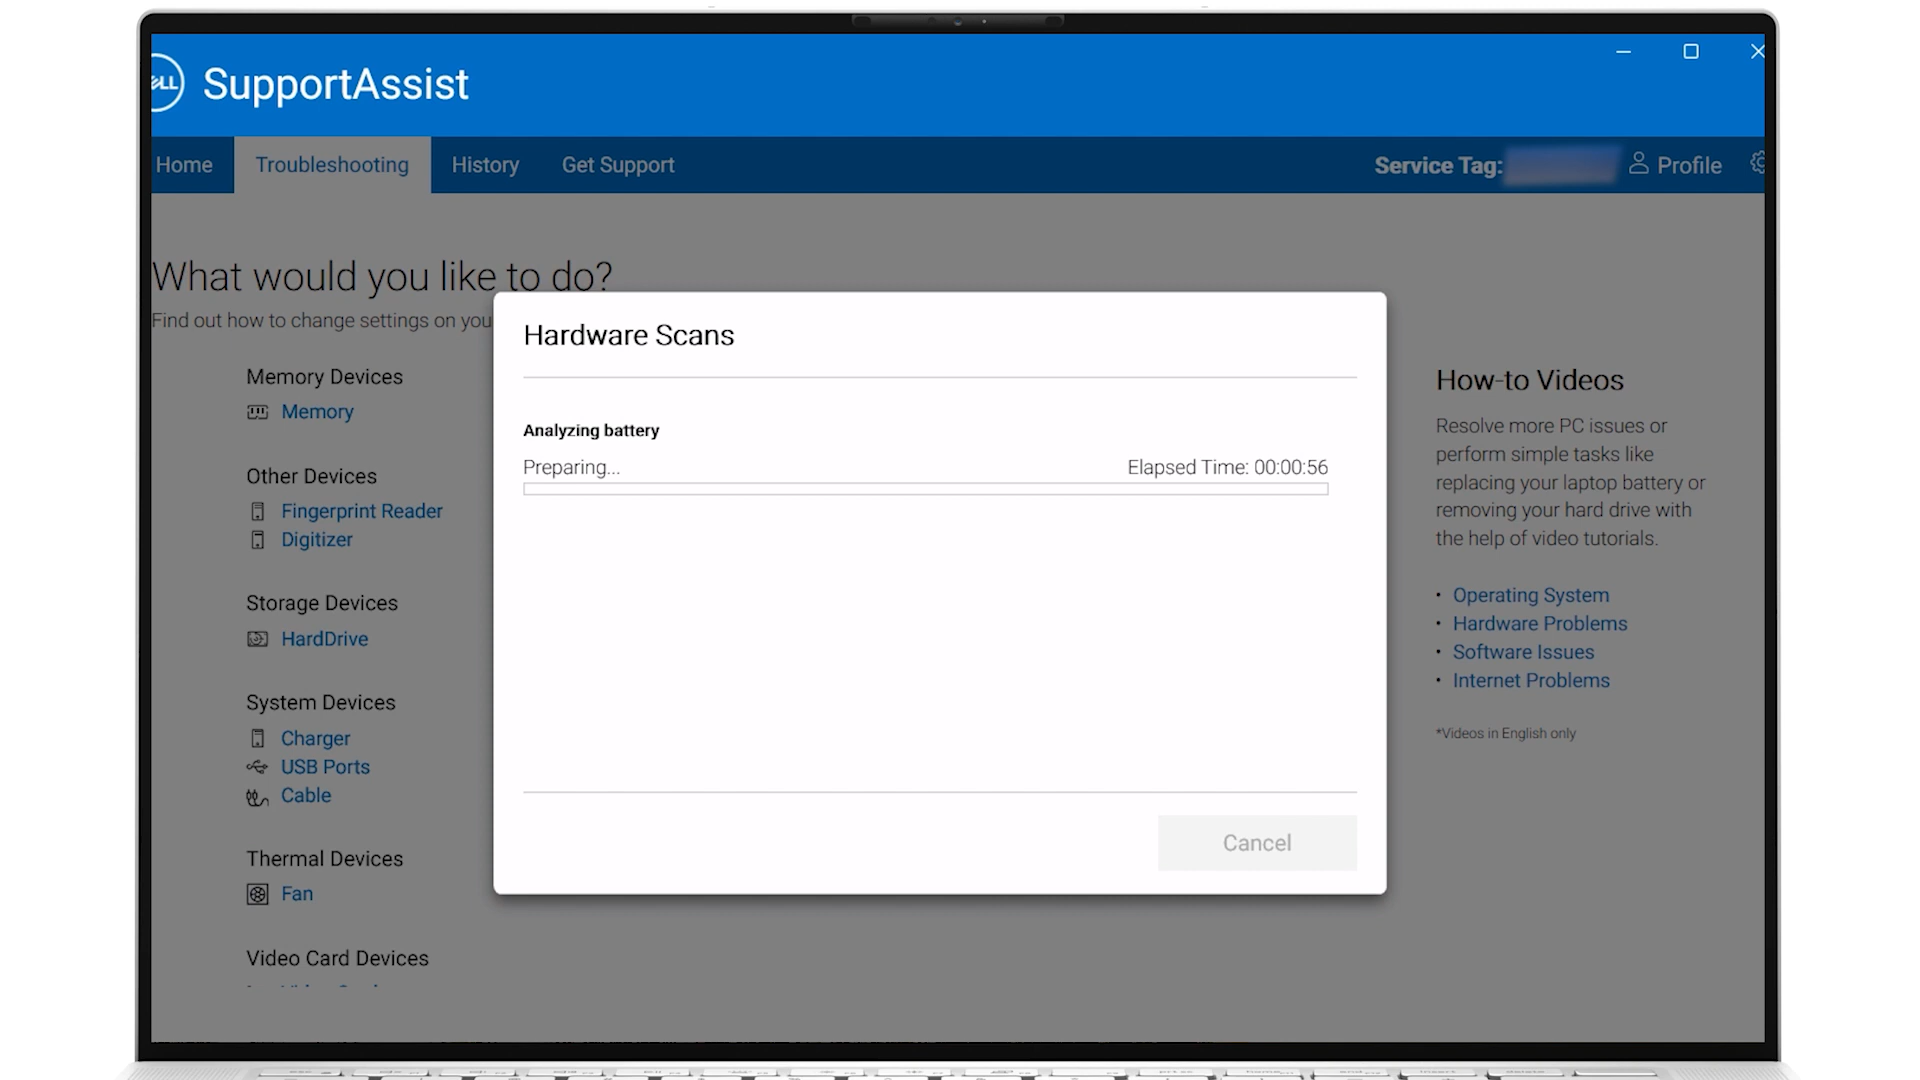 SupportAssist
Home
Troubleshooting
History
Get Support
Service Tag:
Profile
What would you like to do?
Find out how to change settings on you
Memory Devices
Memory
Other Devices
Fingerprint Reader
Digitizer
Storage Devices
HardDrive
System Devices
Charger
USB Ports
Cable
Thermal Devices
Fan
Video Card Devices
Hardware Scans
Analyzing battery
Preparing...
Elapsed Time: 00:00:56
Cancel
How-to Videos
Resolve more PC issues or
perform simple tasks like
replacing your laptop battery or
removing your hard drive with
the help of video tutorials.
• Operating System
• Hardware Problems
• Software Issues
• Internet Problems
*Videos in English only